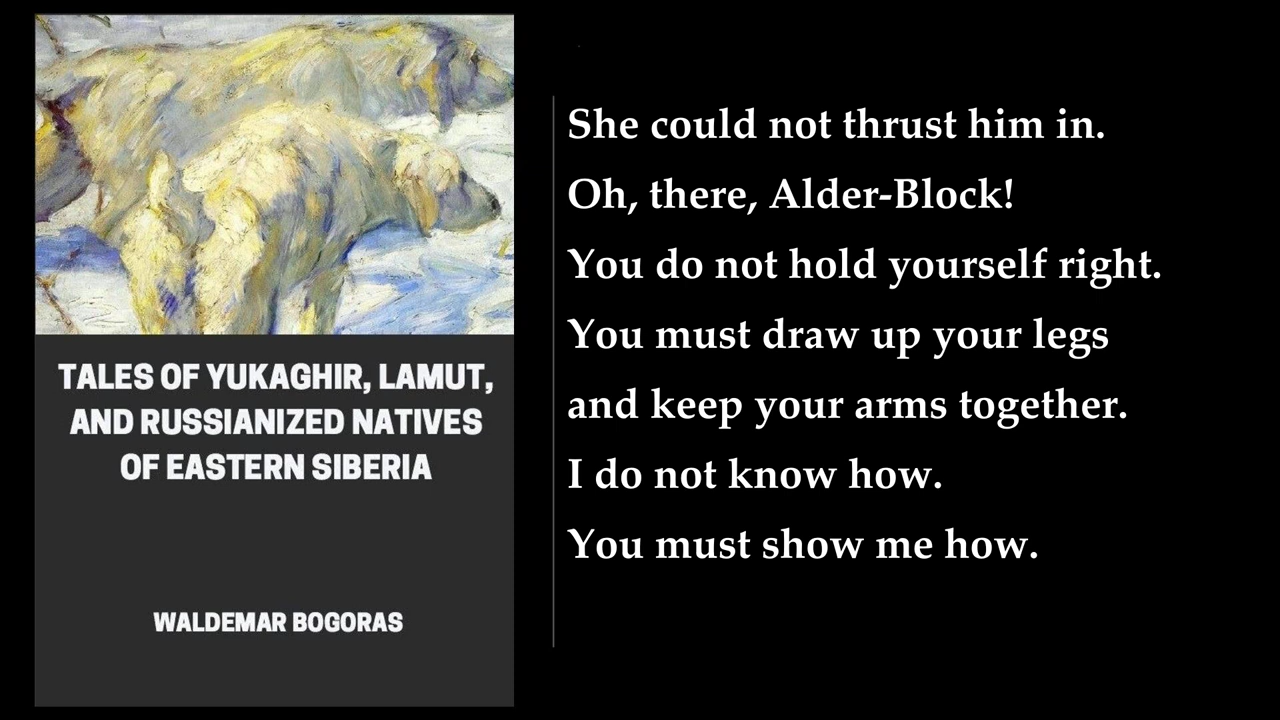 TALES OF YUKAGHIR, LAMUT,
AND RUSSIANIZED NATIVES
OF EASTERN SIBERIA
WALDEMAR BOGORAS
She could not thrust him in.
Oh, there, Alder-Block!
You do not hold yourself right.
You must draw up your legs
and keep your arms together.
I do not know how.
You must show me how.